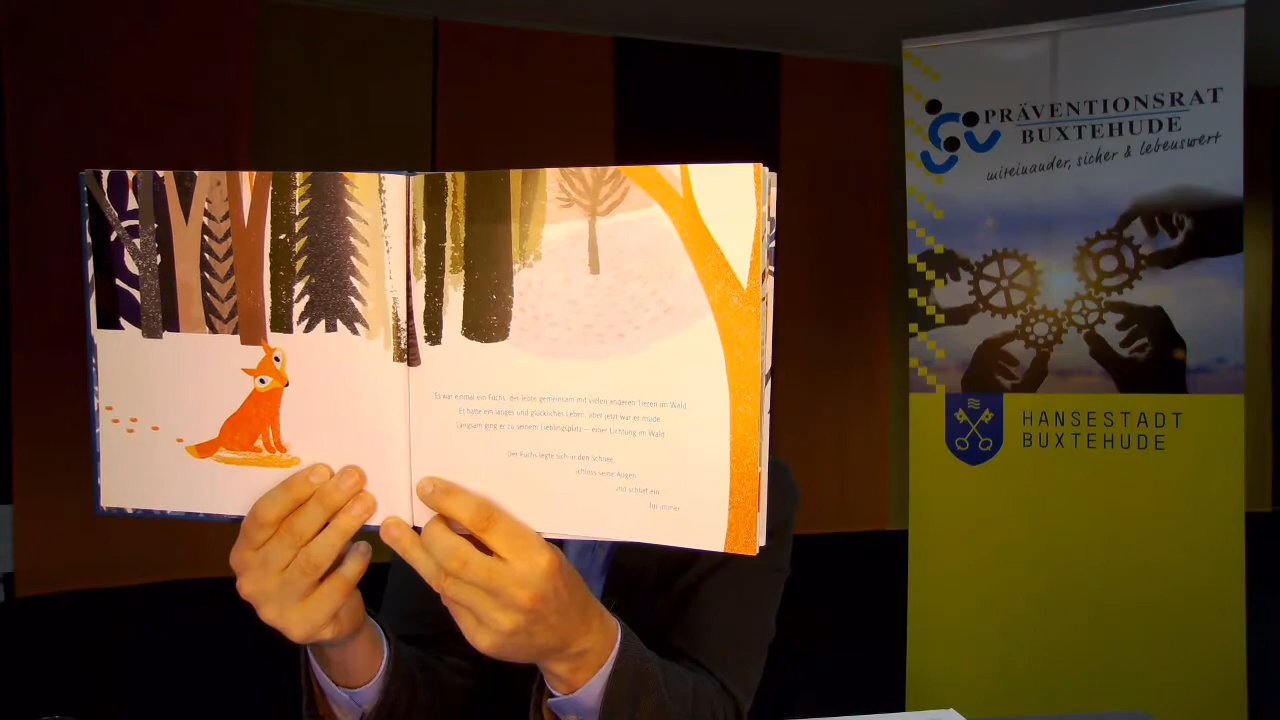 Es war einmal ein Fuchs, der lebte gemeinsam mit vielen anderen Tieren im Wald.
Er hatte ein langes und glückliches Leben, aber jetzt war er müde.
Langsam ging er zu seinem Lieblingsplatz – einer Lichtung im Wald.
Der Fuchs legte sich in den Schnee,
schloss seine Augen
und schlief ein.
Für immer.
PRÄVENTIONSRAT
BUXTEHUDE
miteinander, sicher & lebenswert
HANSESTADT
BUXTEHUDE